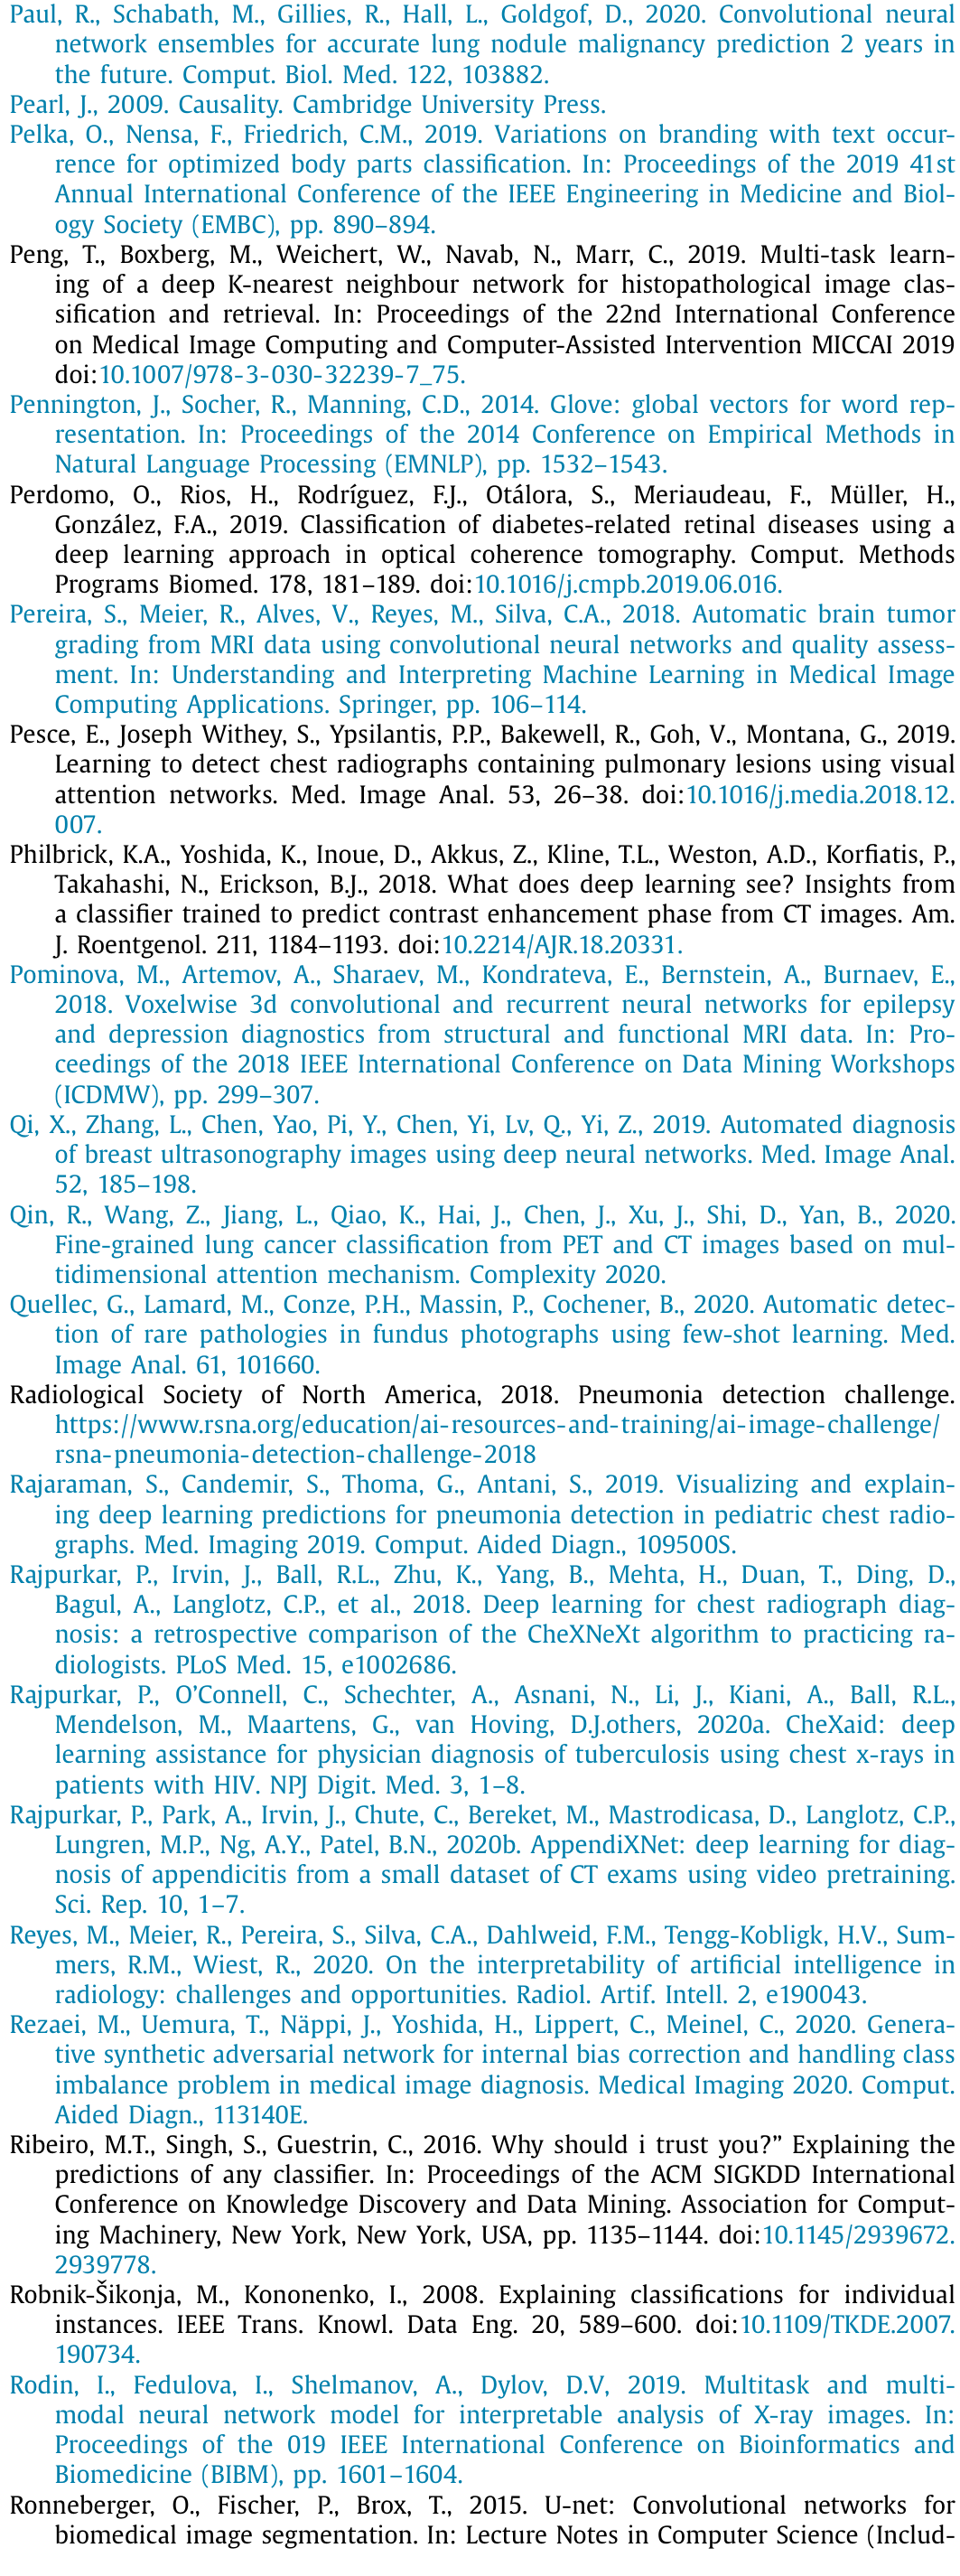 Paul, R., Schabath, M., Gillies, R., Hall, L., Goldgof, D., 2020. Convolutional neural
network ensembles for accurate lung nodule malignancy prediction 2 years in
the future. Comput. Biol. Med. 122, 103882.
Pearl, J., 2009. Causality. Cambridge University Press.
Pelka, O., Nensa, F., Friedrich, C.M., 2019. Variations on branding with text occur-
rence for optimized body parts classification. In: Proceedings of the 2019 41st
Annual International Conference of the IEEE Engineering in Medicine and Biol-
ogy Society (EMBC), pp. 890–894.
Peng, T., Boxberg, M., Weichert, W., Navab, N., Marr, C., 2019. Multi-task learn-
ing of a deep K-nearest neighbour network for histopathological image clas-
sification and retrieval. In: Proceedings of the 22nd International Conference
on Medical Image Computing and Computer-Assisted Intervention MICCAI 2019
doi:10.1007/978-3-030-32239-7_75.
Pennington, J., Socher, R., Manning, C.D., 2014. Glove: global vectors for word rep-
resentation. In: Proceedings of the 2014 Conference on Empirical Methods in
Natural Language Processing (EMNLP), pp. 1532–1543.
Perdomo, O., Rios, H., Rodríguez, F.J., Otálora, S., Meriaudeau, F., Müller, H.,
González, F.A., 2019. Classification of diabetes-related retinal diseases using a
deep learning approach in optical coherence tomography. Comput. Methods
Programs Biomed. 178, 181–189. doi:10.1016/j.cmpb.2019.06.016.
Pereira, S., Meier, R., Alves, V., Reyes, M., Silva, C.A., 2018. Automatic brain tumor
grading from MRI data using convolutional neural networks and quality assess-
ment. In: Understanding and Interpreting Machine Learning in Medical Image
Computing Applications. Springer, pp. 106–114.
Pesce, E., Joseph Withey, S., Ypsilantis, P.P., Bakewell, R., Goh, V., Montana, G., 2019.
Learning to detect chest radiographs containing pulmonary lesions using visual
attention networks. Med. Image Anal. 53, 26–38. doi:10.1016/j.media.2018.12.
007.
Philbrick, K.A., Yoshida, K., Inoue, D., Akkus, Z., Kline, T.L., Weston, A.D., Korfiatis, P.,
Takahashi, N., Erickson, B.J., 2018. What does deep learning see? Insights from
a classifier trained to predict contrast enhancement phase from CT images. Am.
J. Roentgenol. 211, 1184–1193. doi:10.2214/AJR.18.20331.
Pominova, M., Artemov, A., Sharaev, M., Kondrateva, E., Bernstein, A., Burnaev, E.,
2018. Voxelwise 3d convolutional and recurrent neural networks for epilepsy
and depression diagnostics from structural and functional MRI data. In: Pro-
ceedings of the 2018 IEEE International Conference on Data Mining Workshops
(ICDMW), pp. 299–307.
Qi, X., Zhang, L., Chen, Yao, Pi, Y., Chen, Yi, Lv, Q., Yi, Z., 2019. Automated diagnosis
of breast ultrasonography images using deep neural networks. Med. Image Anal.
52, 185–198.
Qin, R., Wang, Z., Jiang, L., Qiao, K., Hai, J., Chen, J., Xu, J., Shi, D., Yan, B., 2020.
Fine-grained lung cancer classification from PET and CT images based on mul-
tidimensional attention mechanism. Complexity 2020.
Quellec, G., Lamard, M., Conze, P.H., Massin, P., Cochener, B., 2020. Automatic detec-
tion of rare pathologies in fundus photographs using few-shot learning. Med.
Image Anal. 61, 101660.
Radiological Society of North America, 2018. Pneumonia detection challenge.
https://www.rsna.org/education/ai-resources-and-training/ai-image-challenge/
rsna-pneumonia-detection-challenge-2018
Rajaraman, S., Candemir, S., Thoma, G., Antani, S., 2019. Visualizing and explain-
ing deep learning predictions for pneumonia detection in pediatric chest radio-
graphs. Med. Imaging 2019. Comput. Aided Diagn., 109500S.
Rajpurkar, P., Irvin, J., Ball, R.L., Zhu, K., Yang, B., Mehta, H., Duan, T., Ding, D.,
Bagul, A., Langlotz, C.P., et al., 2018. Deep learning for chest radiograph diag-
nosis: a retrospective comparison of the CheXNeXt algorithm to practicing ra-
diologists. PLoS Med. 15, e1002686.
Rajpurkar, P., O’Connell, C., Schechter, A., Asnani, N., Li, J., Kiani, A., Ball, R.L.,
Mendelson, M., Maartens, G., van Hoving, D.J.others, 2020a. CheXaid: deep
learning assistance for physician diagnosis of tuberculosis using chest x-rays in
patients with HIV. NPJ Digit. Med. 3, 1–8.
Rajpurkar, P., Park, A., Irvin, J., Chute, C., Bereket, M., Mastrodicasa, D., Langlotz, C.P.,
Lungren, M.P., Ng, A.Y., Patel, B.N., 2020b. AppendiXNet: deep learning for diag-
nosis of appendicitis from a small dataset of CT exams using video pretraining.
Sci. Rep. 10, 1–7.
Reyes, M., Meier, R., Pereira, S., Silva, C.A., Dahlweid, F.M., Tengg-Kobligk, H.V., Sum-
mers, R.M., Wiest, R., 2020. On the interpretability of artificial intelligence in
radiology: challenges and opportunities. Radiol. Artif. Intell. 2, e190043.
Rezaei, M., Uemura, T., Näppi, J., Yoshida, H., Lippert, C., Meinel, C., 2020. Genera-
tive synthetic adversarial network for internal bias correction and handling class
imbalance problem in medical image diagnosis. Medical Imaging 2020. Comput.
Aided Diagn., 113140E.
Ribeiro, M.T., Singh, S., Guestrin, C., 2016. Why should i trust you?” Explaining the
predictions of any classifier. In: Proceedings of the ACM SIGKDD International
Conference on Knowledge Discovery and Data Mining. Association for Comput-
ing Machinery, New York, New York, USA, pp. 1135–1144. doi:10.1145/2939672.
2939778.
Robnik-Šikonja, M., Kononenko, I., 2008. Explaining classifications for individual
instances. IEEE Trans. Knowl. Data Eng. 20, 589–600. doi:10.1109/TKDE.2007.
190734.
Rodin, I., Fedulova, I., Shelmanov, A., Dylov, D.V, 2019. Multitask and multi-
modal neural network model for interpretable analysis of X-ray images. In:
Proceedings of the 019 IEEE International Conference on Bioinformatics and
Biomedicine (BIBM), pp. 1601–1604.
Ronneberger, O., Fischer, P., Brox, T., 2015. U-net: Convolutional networks for
biomedical image segmentation. In: Lecture Notes in Computer Science (Includ-